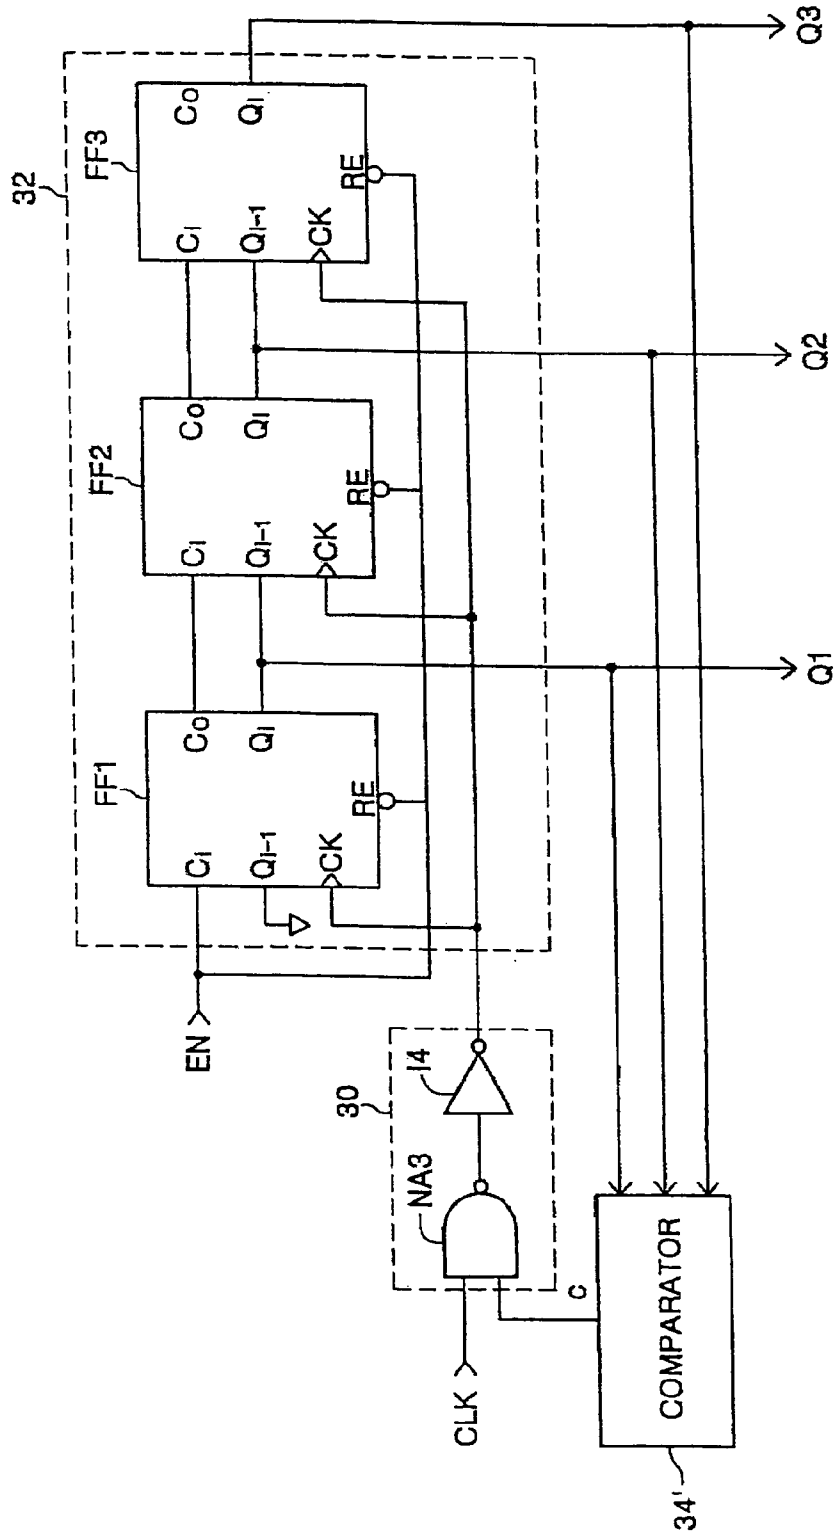 32
FF1
FF2
FF3
CI
CO
QI-1
QI
CK
RE
CI
CO
QI-1
QI
CK
RE
CI
CO
QI-1
QI
CK
RE
EN
30
NA3
I4
CLK
C
COMPARATOR
34'
Q1
Q2
Q3